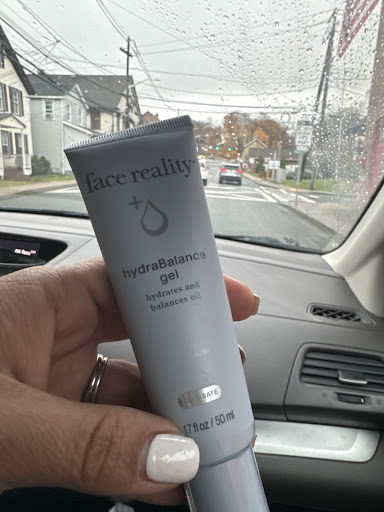 face reality
hydraBalance
gel
hydrates and
balances oil
-SAFE
1.7 fl oz / 50 ml